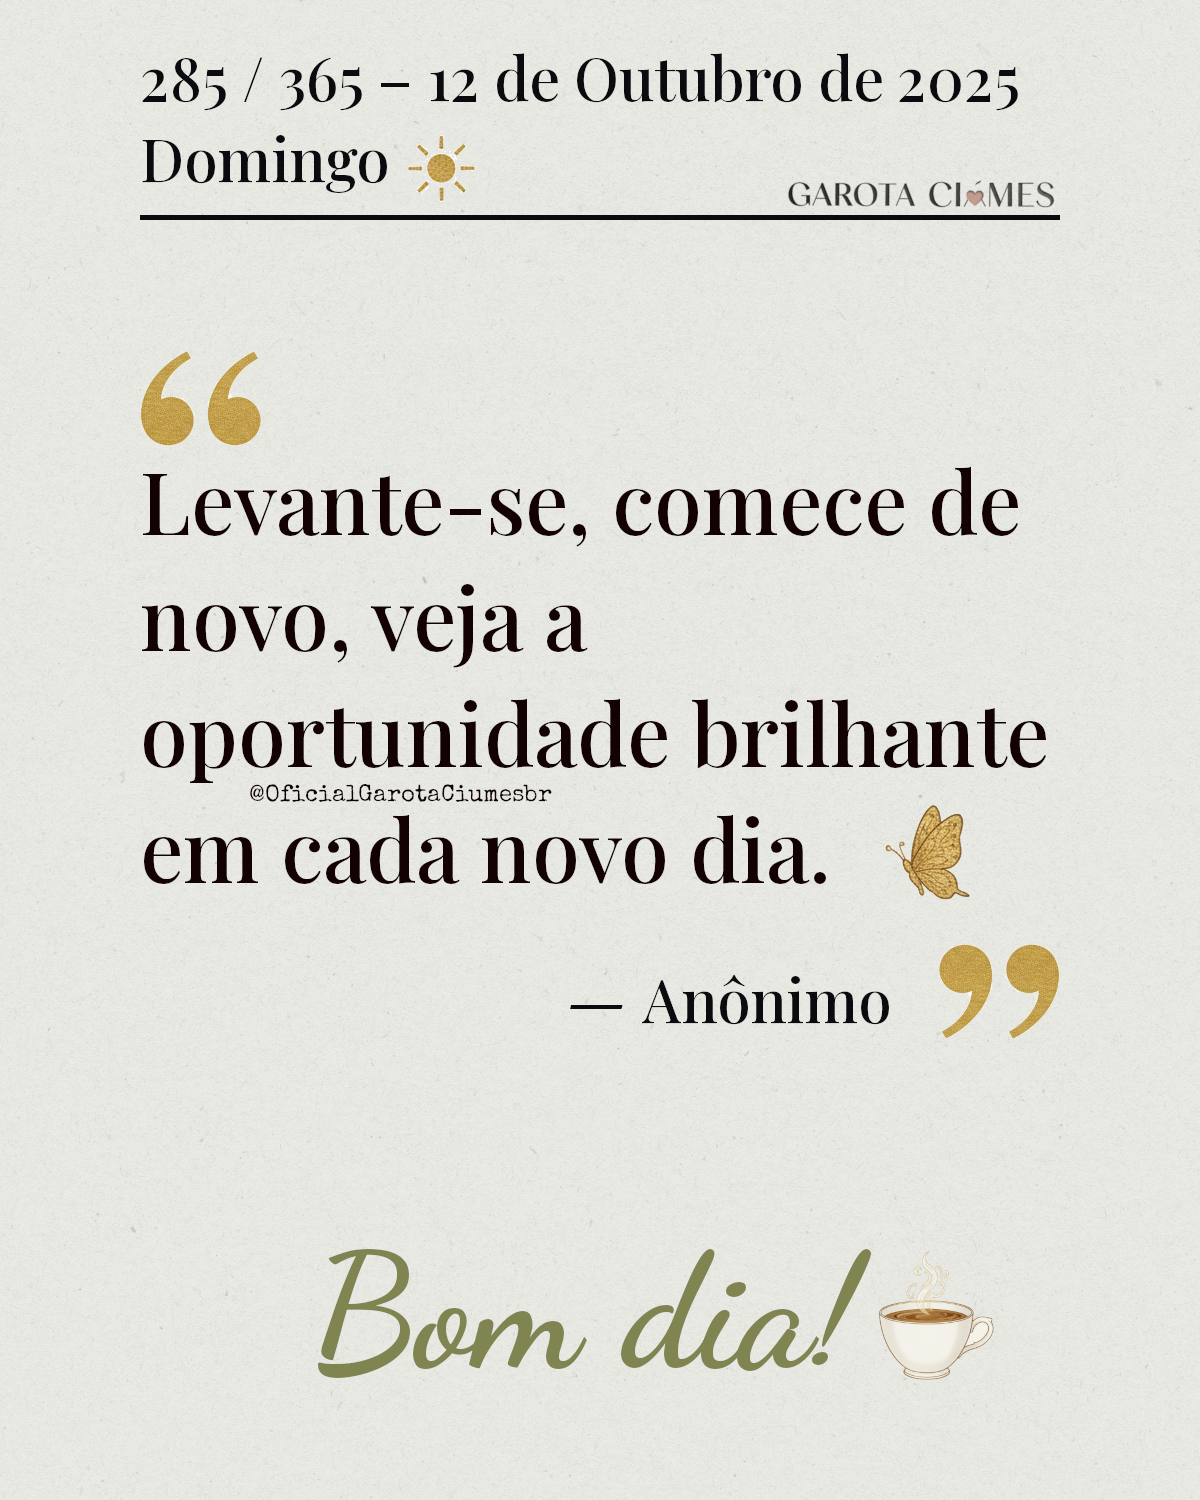 285 / 365 – 12 de Outubro de 2025
Domingo
GAROTA CIÚMES
“
Levante-se, comece de
novo, veja a
oportunidade brilhante
@OficialGarotaCiumesbr
em cada novo dia.
— Anônimo
”
Bom dia!